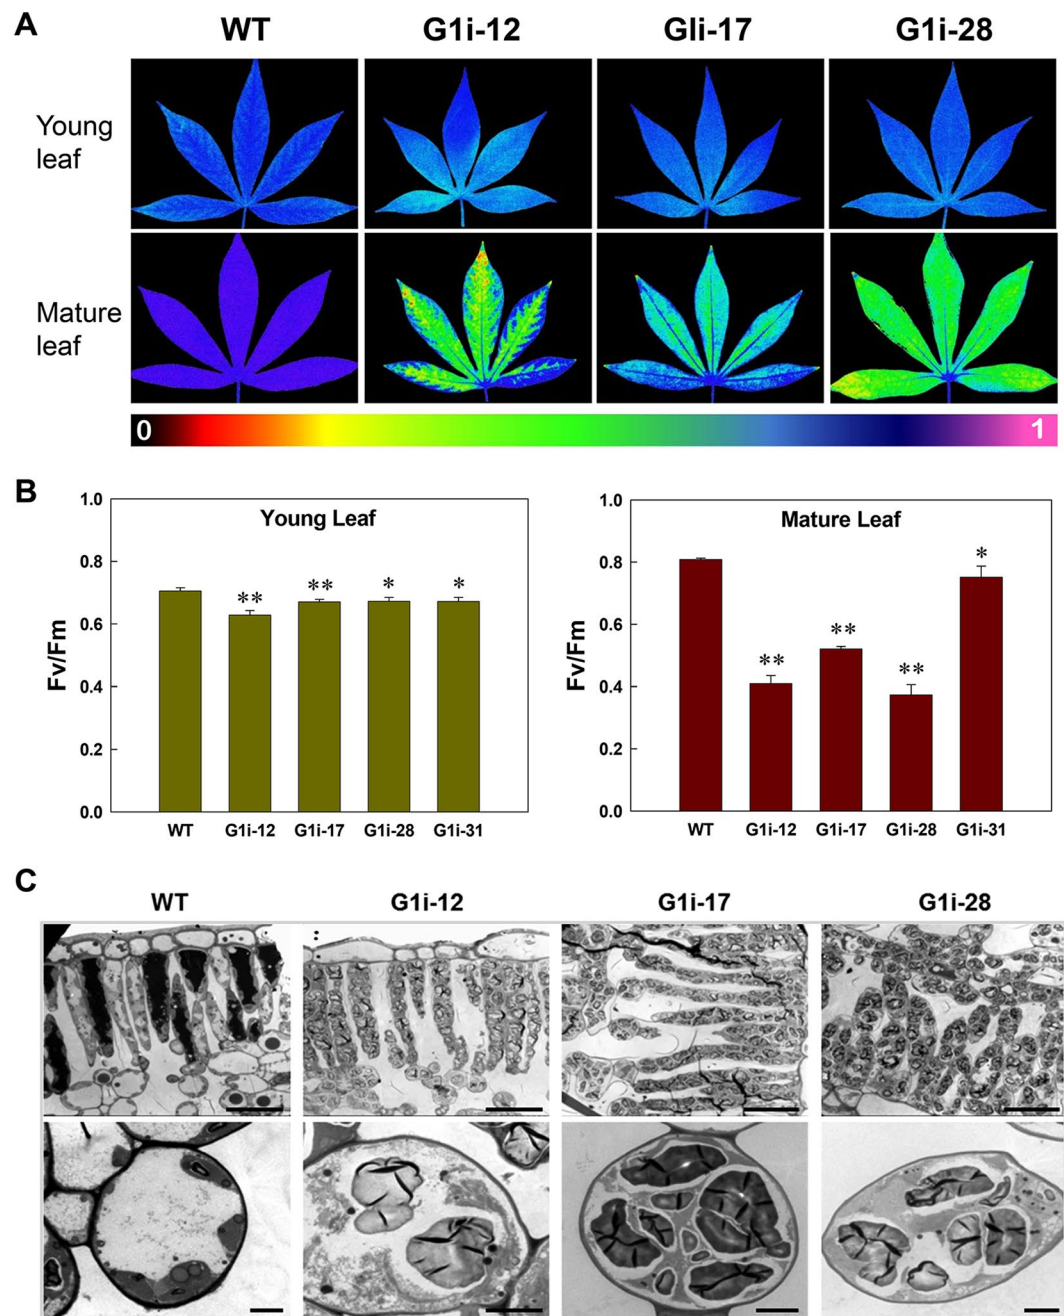 A
WT G1i-12 Gli-17 G1i-28
Young
leaf
Mature
leaf
0 1
B
Young Leaf
Fv/Fm
1.0
0.8
0.6
0.4
0.2
0.0
** ** * *
WT G1i-12 G1i-17 G1i-28 G1i-31
Mature Leaf
Fv/Fm
1.0
0.8
0.6
0.4
0.2
0.0
** ** ** *
WT G1i-12 G1i-17 G1i-28 G1i-31
C
WT G1i-12 G1i-17 G1i-28